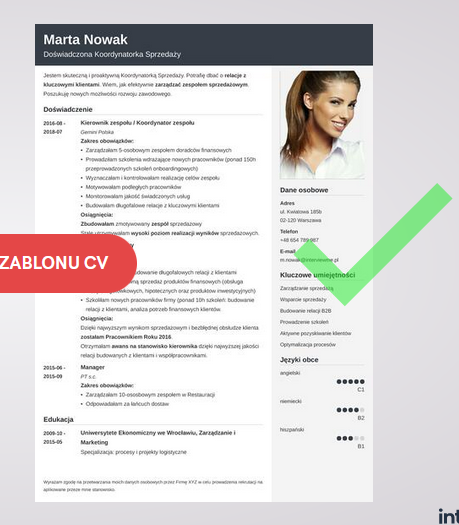 Marta Nowak
Doświadczona Koordynatorka Sprzedaży
Jestem skuteczną i proaktywną Koordynatorką Sprzedaży. Potrafię dbać o relacje z
kluczowymi klientami. Wiem, jak efektywnie zarządzać zespołem sprzedażowym.
Poszukuję nowych możliwości rozwoju zawodowego.
Doświadczenie
2016-08 -
2018-07
Kierownik zespołu / Koordynator zespołu
Gemini Polska
Zakres obowiązków:
• Zarządzałam 5-osobowym zespołem doradców finansowych
• Prowadziłam szkolenia wdrażające nowych pracowników (ponad 150h
przeprowadzonych szkoleń onboardingowych)
• Wyznaczałam i kontrolowałam realizację celów zespołu
• Motywowałam podległych pracowników
• Monitorowałam jakość świadczonych usług
• Budowałam długofalowe relacje z kluczowymi klientami
Osiągnięcia:
Zbudowałam zmotywowany zespół sprzedaży
Stale utrzymywałam wysoki poziom realizacji wyników sprzedażowych.
ZABLONU CV
dowanie długofalowych relacji z klientami
sprzedaż produktów finansowych (obsługa
hipotecznych oraz produktów inwestycyjnych)
• Szkoliłam nowych pracowników firmy (ponad 10h szkoleń: budowanie
relacji z klientami, analiza potrzeb finansowych klientów.
Osiągnięcia:
Dzięki najwyższym wynikom sprzedażowym i bezbłędnej obsłudze klienta
zostałam Pracownikiem Roku 2016.
Otrzymałam awans na stanowisko kierownika dzięki najwyższej jakości
relacji budowanych z klientami i współpracownikami.
2015-06 -
2015-09
Manager
PT s.c.
Zakres obowiązków:
• Zarządzałam 10-osobowym zespołem w Restauracji
• Odpowiadałam za łańcuch dostaw
Edukacja
2009-10 -
2015-05
Uniwersytete Ekonomiczny we Wrocławiu, Zarządzanie i
Marketing
Specjalizacja: procesy i projekty logistyczne
Wyrażam zgodę na przetwarzanie moich danych osobowych przez Firmę XYZ w celu prowadzenia rekrutacji na
aplikowane przeze mnie stanowisko.
Dane osobowe
Adres
ul. Kwiatowa 185b
02-120 Warszawa
Telefon
+48 654 789 987
E-mail
m.nowak@interviewme.pl
Kluczowe umiejętności
Zarządzanie sprzedażą
Wsparcie sprzedaży
Budowanie relacji B2B
Prowadzenie szkoleń
Aktywne pozyskiwanie klientów
Optymalizacja procesów
Języki obce
angielski
C1
niemiecki
B2
hiszpański
B1
int